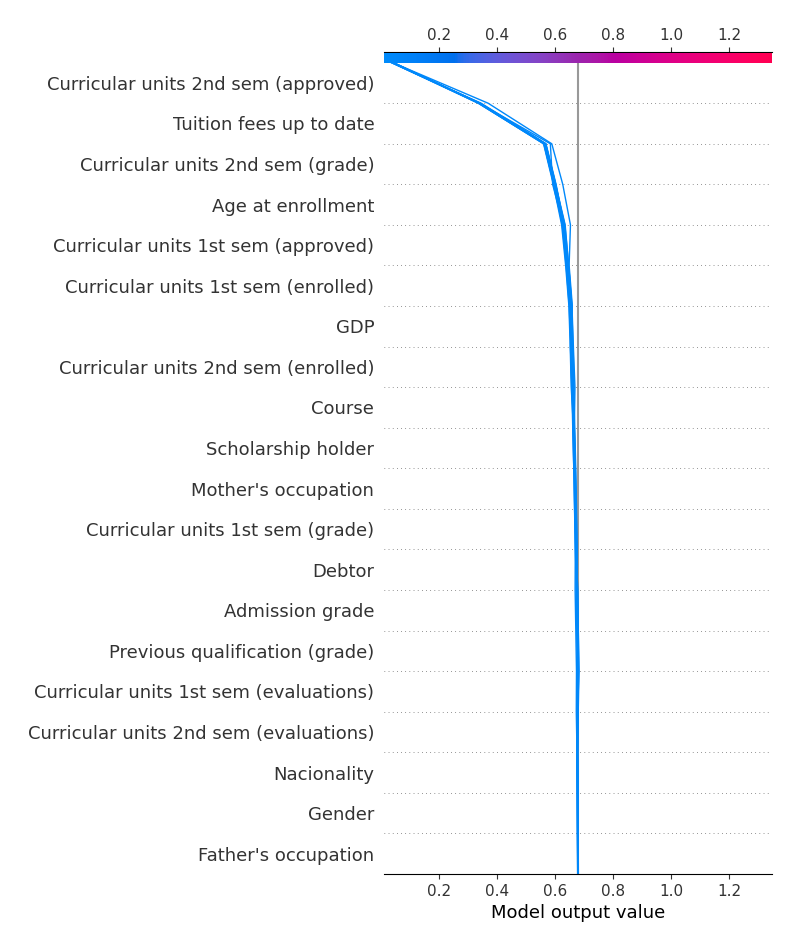 0.2 0.4 0.6 0.8 1.0 1.2
Curricular units 2nd sem (approved)
Tuition fees up to date
Curricular units 2nd sem (grade)
Age at enrollment
Curricular units 1st sem (approved)
Curricular units 1st sem (enrolled)
GDP
Curricular units 2nd sem (enrolled)
Course
Scholarship holder
Mother's occupation
Curricular units 1st sem (grade)
Debtor
Admission grade
Previous qualification (grade)
Curricular units 1st sem (evaluations)
Curricular units 2nd sem (evaluations)
Nacionality
Gender
Father's occupation
0.2 0.4 0.6 0.8 1.0 1.2
Model output value